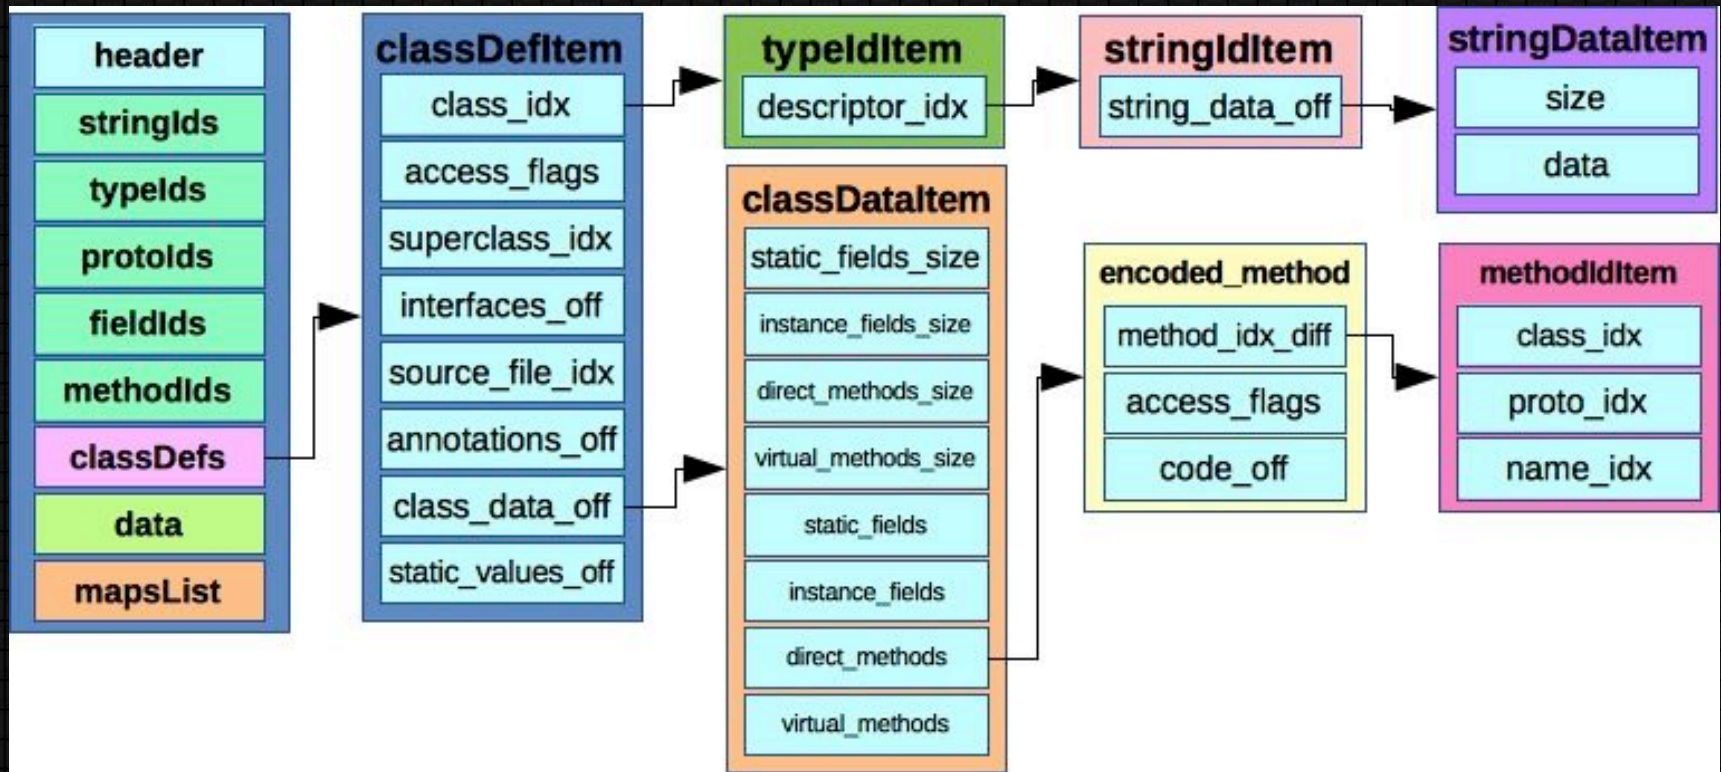 header
stringIds
typeIds
protoIds
fieldIds
methodIds
classDefs
data
mapsList
classDefItem
class_idx
access_flags
superclass_idx
interfaces_off
source_file_idx
annotations_off
class_data_off
static_values_off
typeIdItem
descriptor_idx
classDataItem
static_fields_size
instance_fields_size
direct_methods_size
virtual_methods_size
static_fields
instance_fields
direct_methods
virtual_methods
stringIdItem
string_data_off
encoded_method
method_idx_diff
access_flags
code_off
stringDataItem
size
data
methodIdItem
class_idx
proto_idx
name_idx